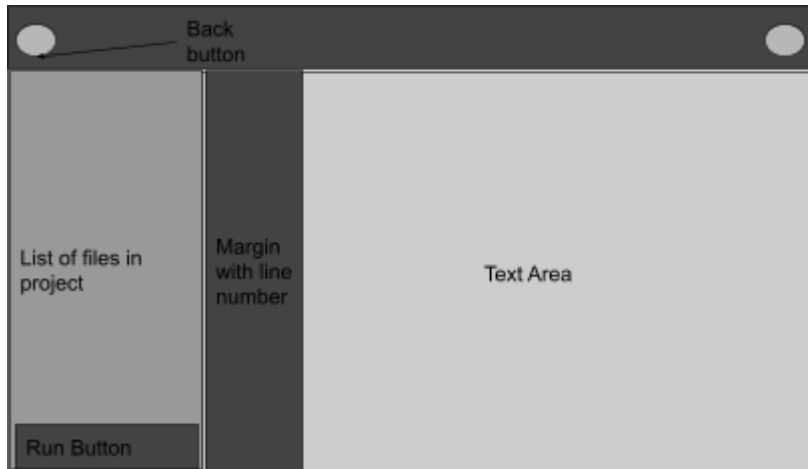 Back
button
List of files in
project
Margin
with line
number
Text Area
Run Button